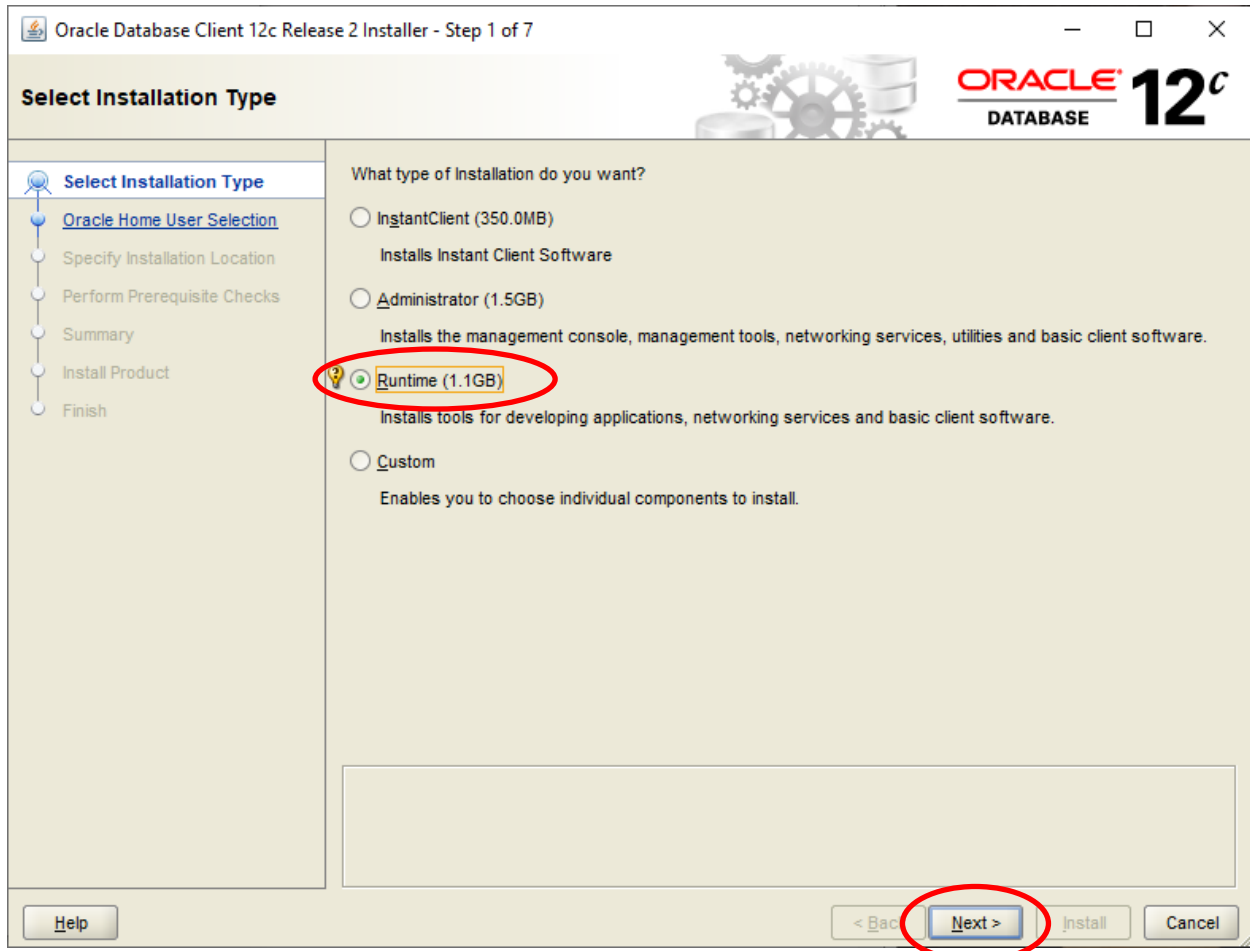 Oracle Database Client 12c Release 2 Installer - Step 1 of 7
Select Installation Type
ORACLE DATABASE 12c
Select Installation Type
Oracle Home User Selection
Specify Installation Location
Perform Prerequisite Checks
Summary
Install Product
Finish
What type of Installation do you want?
InstantClient (350.0MB)
Installs Instant Client Software
Administrator (1.5GB)
Installs the management console, management tools, networking services, utilities and basic client software.
Runtime (1.1GB)
Installs tools for developing applications, networking services and basic client software.
Custom
Enables you to choose individual components to install.
Help
< Bac
Next >
Install
Cancel